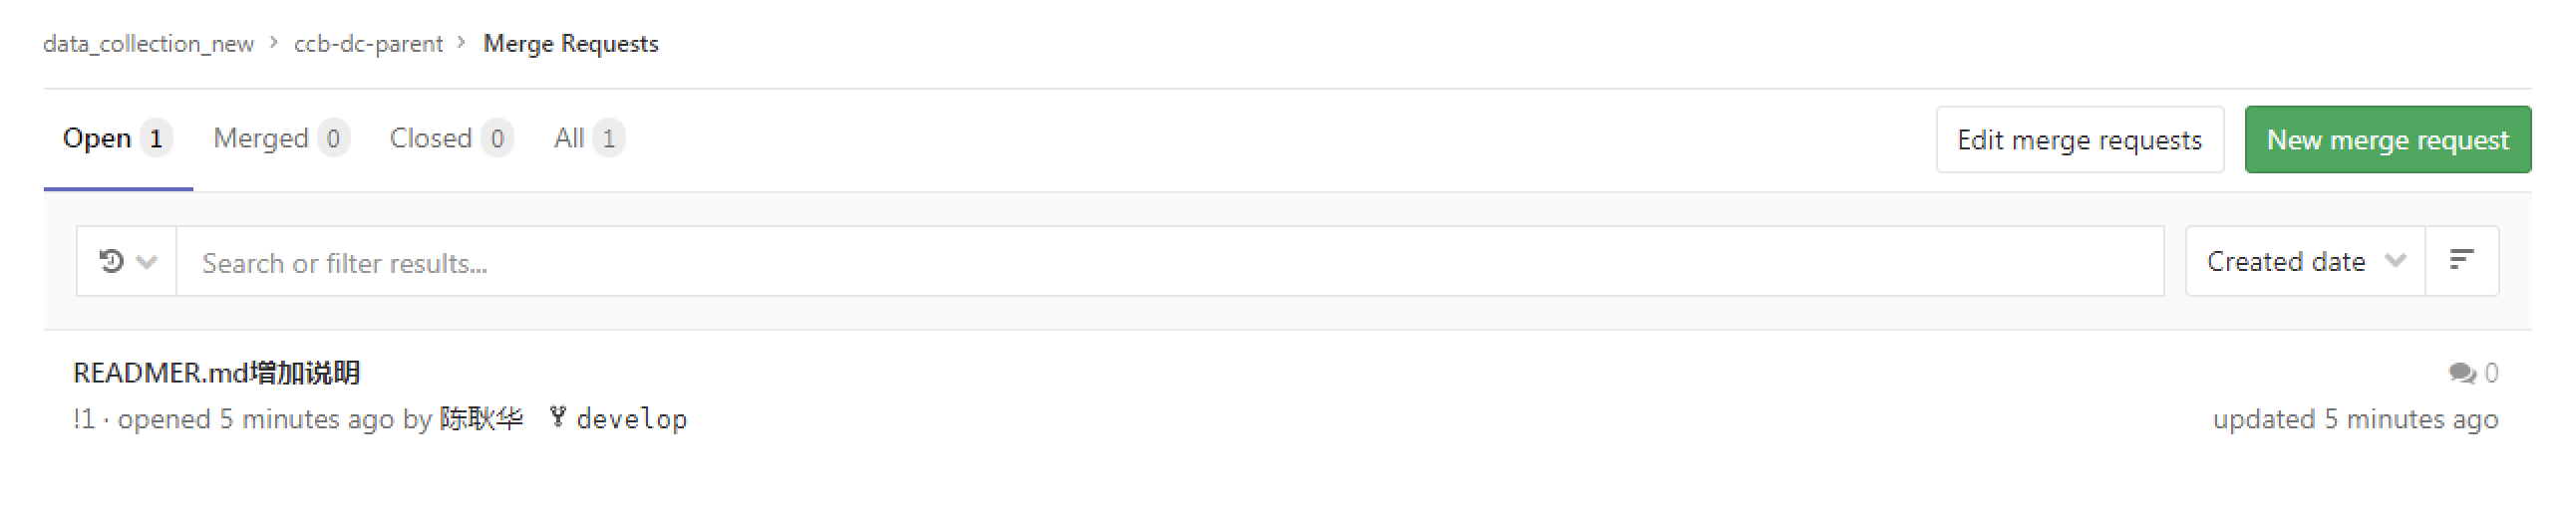 data_collection_new > ccb-dc-parent > Merge Requests
Open 1 Merged 0 Closed 0 All 1 Edit merge requests New merge request
Search or filter results... Created date
READMER.md增加说明 0
!1 · opened 5 minutes ago by 陈耿华 develop updated 5 minutes ago